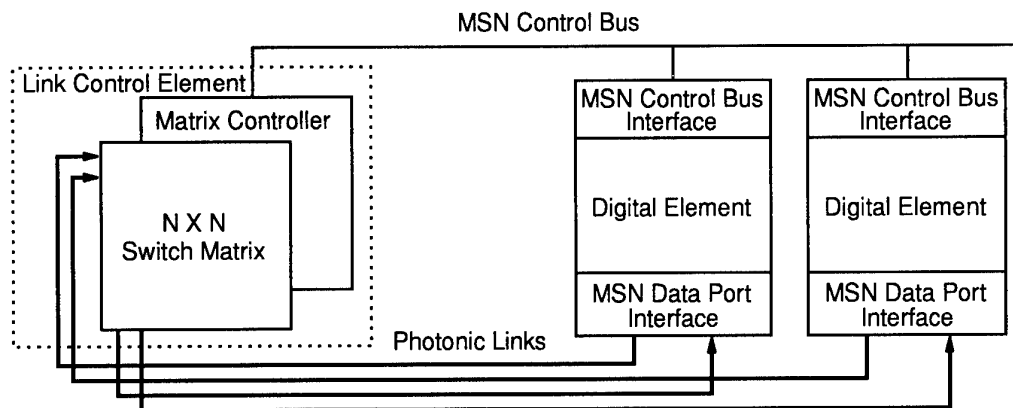 MSN Control Bus
Link Control Element
Matrix Controller
N X N
Switch Matrix
MSN Control Bus
Interface
Digital Element
MSN Data Port
Interface
MSN Control Bus
Interface
Digital Element
MSN Data Port
Interface
Photonic Links